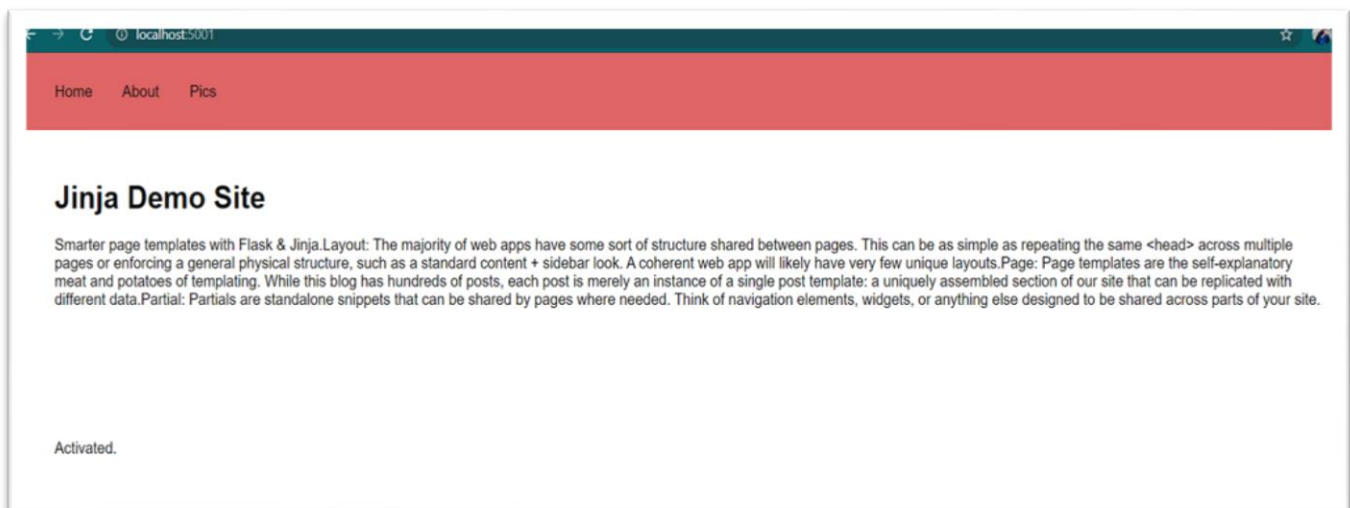 localhost:5001
Home About Pics
Jinja Demo Site
Smarter page templates with Flask & Jinja.Layout: The majority of web apps have some sort of structure shared between pages. This can be as simple as repeating the same <head> across multiple
pages or enforcing a general physical structure, such as a standard content + sidebar look. A coherent web app will likely have very few unique layouts.Page: Page templates are the self-explanatory
meat and potatoes of templating. While this blog has hundreds of posts, each post is merely an instance of a single post template: a uniquely assembled section of our site that can be replicated with
different data.Partial: Partials are standalone snippets that can be shared by pages where needed. Think of navigation elements, widgets, or anything else designed to be shared across parts of your site.
Activated.